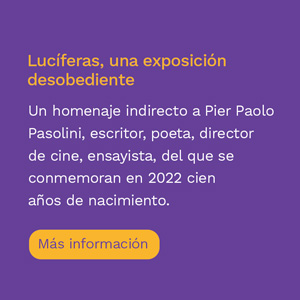 Lucíferas, una exposición
desobediente
Un homenaje indirecto a Pier Paolo
Pasolini, escritor, poeta, director
de cine, ensayista, del que se
conmemoran en 2022 cien
años de nacimiento.
Más información